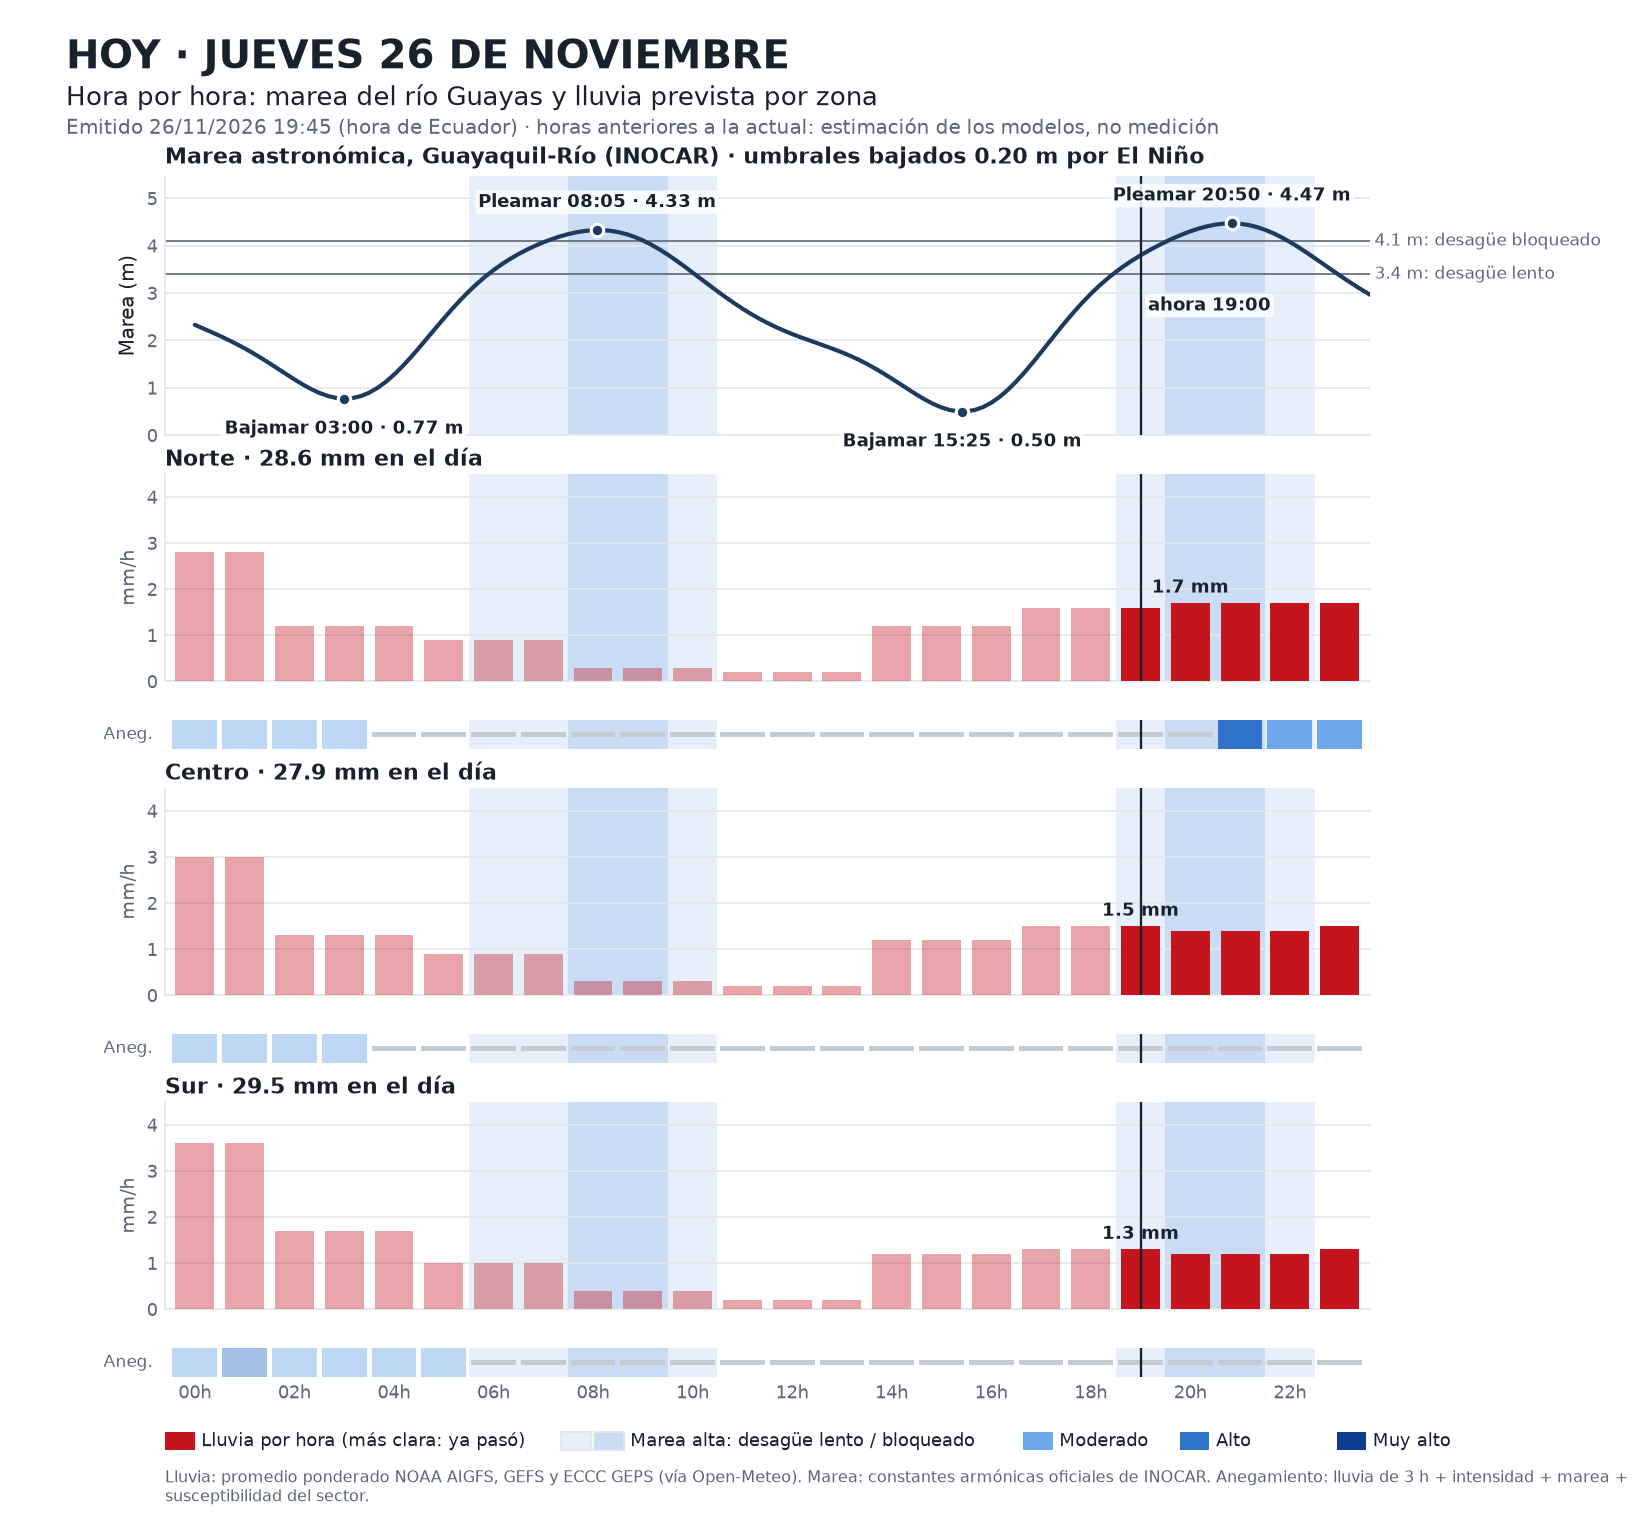 HOY · JUEVES 26 DE NOVIEMBRE
Hora por hora: marea del río Guayas y lluvia prevista por zona
Emitido 26/11/2026 19:45 (hora de Ecuador) · horas anteriores a la actual: estimación de los modelos, no medición
Marea astronómica, Guayaquil-Río (INOCAR) · umbrales bajados 0.20 m por El Niño
Marea (m)
5
4
3
2
1
0
Pleamar 08:05 · 4.33 m
Pleamar 20:50 · 4.47 m
4.1 m: desagüe bloqueado
3.4 m: desagüe lento
ahora 19:00
Bajamar 03:00 · 0.77 m
Bajamar 15:25 · 0.50 m
Norte · 28.6 mm en el día
mm/h
4
3
2
1
0
1.7 mm
Aneg.
Centro · 27.9 mm en el día
mm/h
4
3
2
1
0
1.5 mm
Aneg.
Sur · 29.5 mm en el día
mm/h
4
3
2
1
0
1.3 mm
Aneg.
00h 02h 04h 06h 08h 10h 12h 14h 16h 18h 20h 22h
Lluvia por hora (más clara: ya pasó) Marea alta: desagüe lento / bloqueado Moderado Alto Muy alto
Lluvia: promedio ponderado NOAA AIGFS, GEFS y ECCC GEPS (vía Open-Meteo). Marea: constantes armónicas oficiales de INOCAR. Anegamiento: lluvia de 3 h + intensidad + marea +
susceptibilidad del sector.